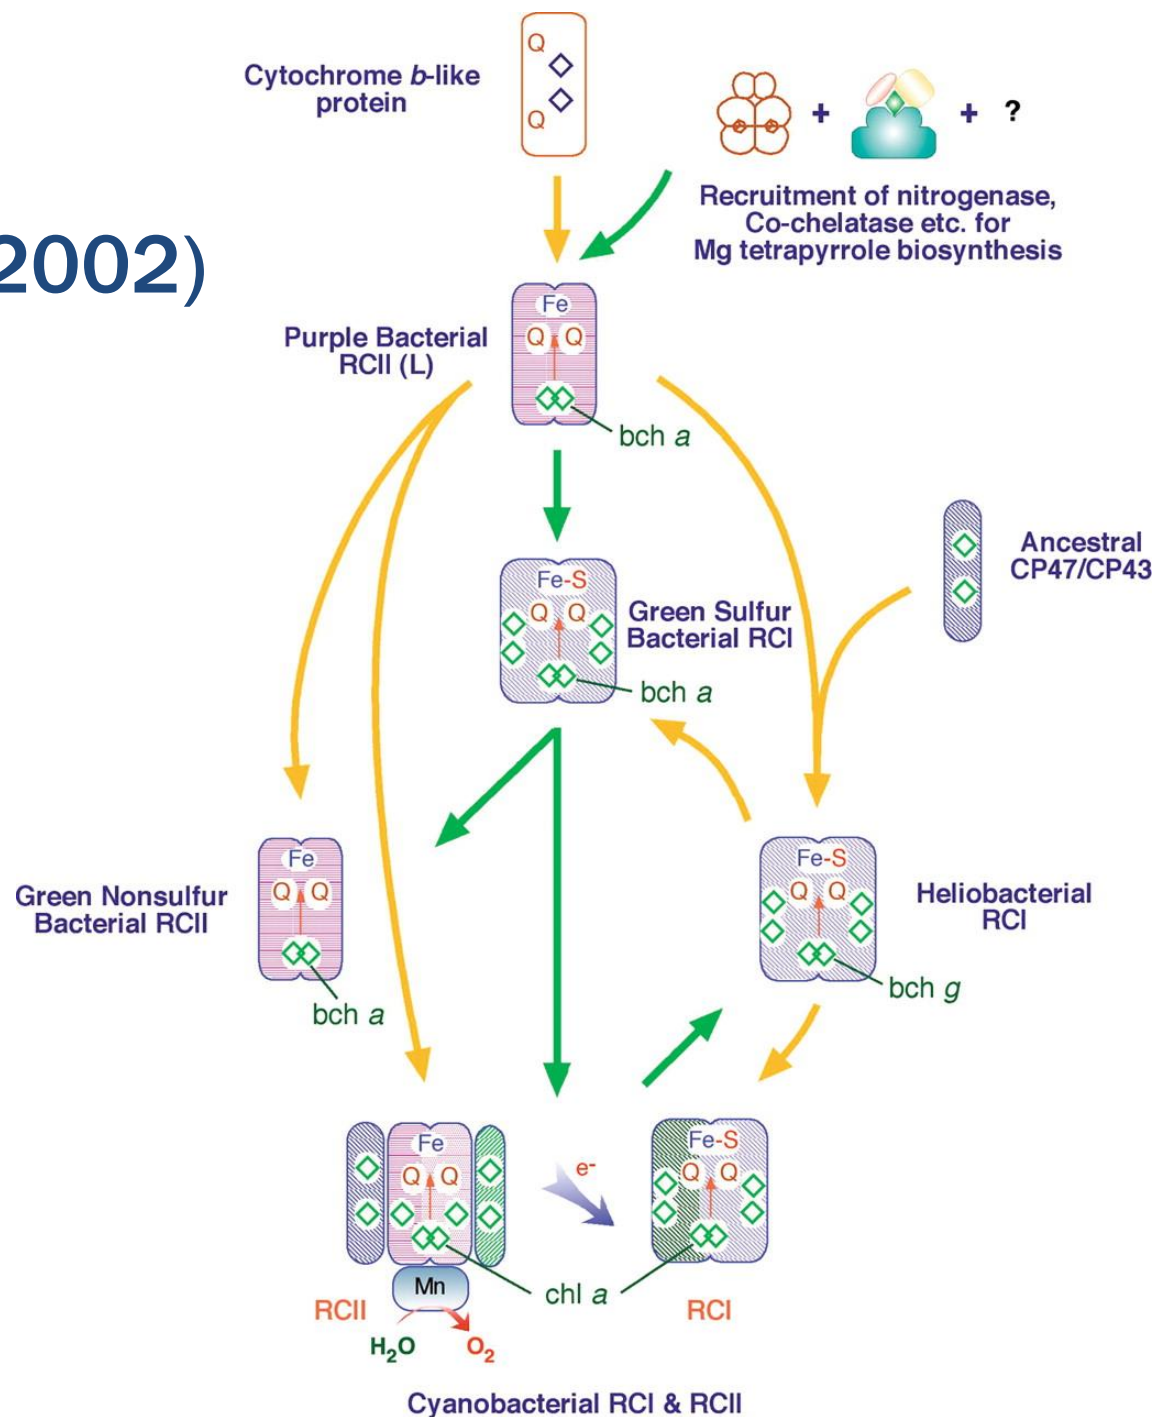 Cytochrome b-like
protein
Q
Q
+
+ ?
Recruitment of nitrogenase,
Co-chelatase etc. for
Mg tetrapyrrole biosynthesis
2002)
Purple Bacterial
RCII (L)
Fe
Q Q
bch a
Ancestral
CP47/CP43
Fe-S
Q Q
Green Sulfur
Bacterial RCI
bch a
Green Nonsulfur
Bacterial RCII
Fe
Q Q
bch a
Fe-S
Q Q
Heliobacterial
RCI
bch g
Fe
Q Q
Mn
RCII
H2O
O2
e-
chl a
Fe-S
Q Q
RCI
Cyanobacterial RCI & RCII